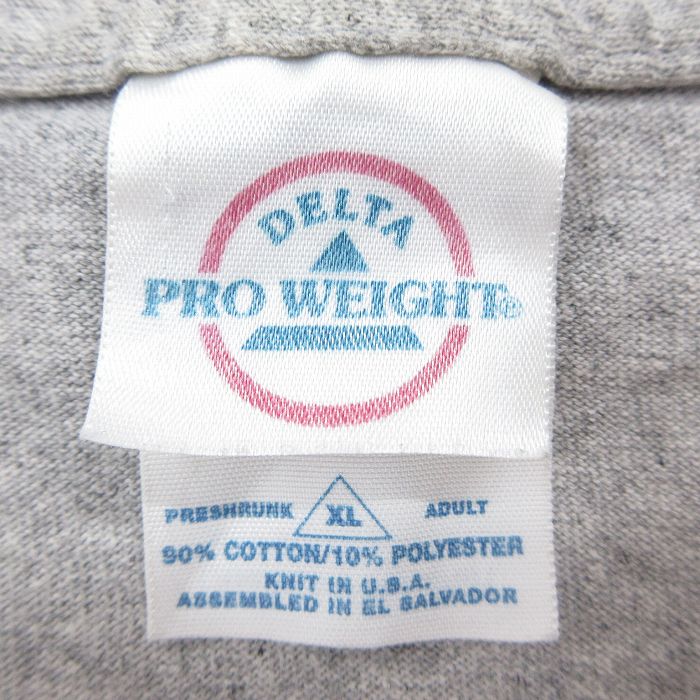 DELTA
PRO WEIGHT®
PRESHRUNK XL ADULT
90% COTTON/10% POLYESTER
KNIT IN U.S.A.
ASSEMBLED IN EL SALVADOR